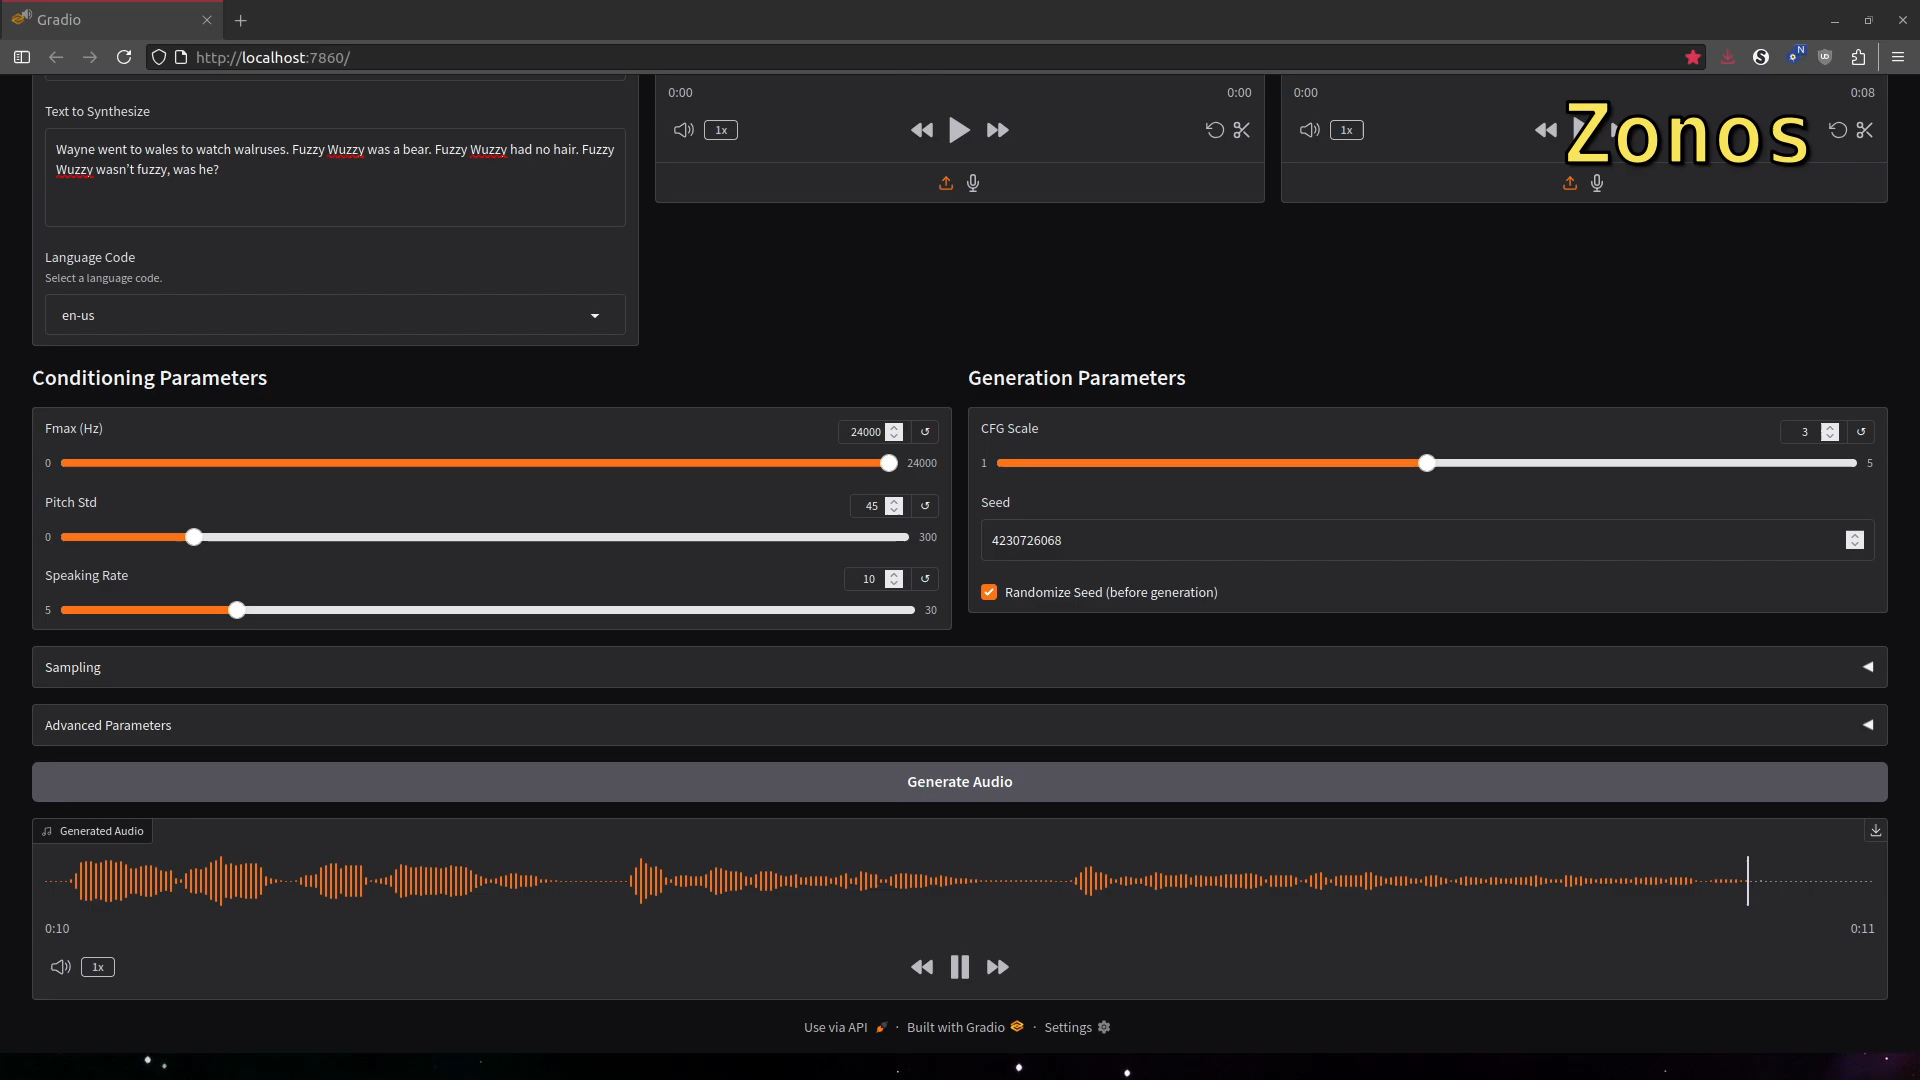 Gradio
http://localhost:7860/
N
UD
Zonos
Text to Synthesize
Wayne went to wales to watch walruses. Fuzzy Wuzzy was a bear. Fuzzy Wuzzy had no hair. Fuzzy
Wuzzy wasn’t fuzzy, was he?
Language Code
Select a language code.
en-us
0:00 0:00
1x
0:00 0:08
1x
Conditioning Parameters
Fmax (Hz) 24000
0 24000
Pitch Std 45
0 300
Speaking Rate 10
5 30
Generation Parameters
CFG Scale 3
1 5
Seed
4230726068
Randomize Seed (before generation)
Sampling
Advanced Parameters
Generate Audio
Generated Audio
0:10 0:11
1x
Use via API · Built with Gradio · Settings